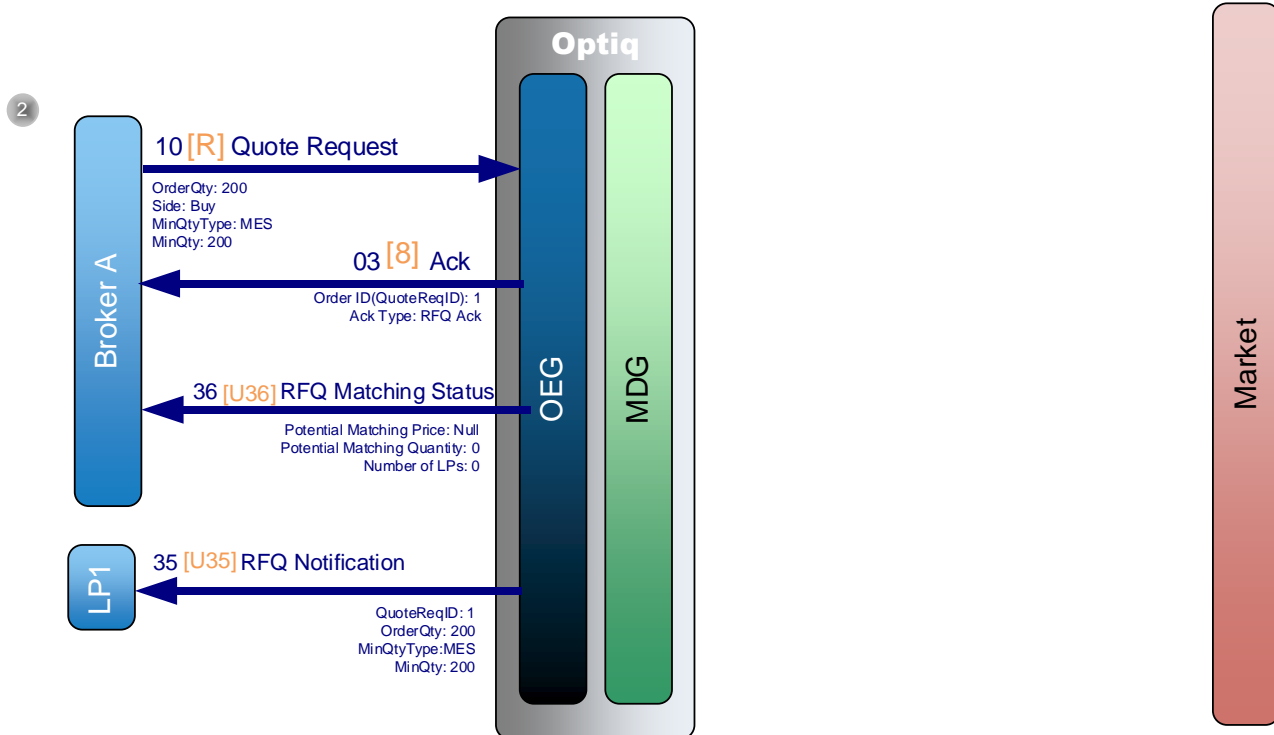 Optiq
2
10 [R] Quote Request
OrderQty: 200
Side: Buy
MinQtyType: MES
MinQty: 200
03 [8] Ack
Order ID(QuoteReqID): 1
Ack Type: RFQ Ack
Broker A
36 [U36] RFQ Matching Status
Potential Matching Price: Null
Potential Matching Quantity: 0
Number of LPs: 0
OEG
MDG
Market
LP1
35 [U35] RFQ Notification
QuoteReqID: 1
OrderQty: 200
MinQtyType:MES
MinQty: 200